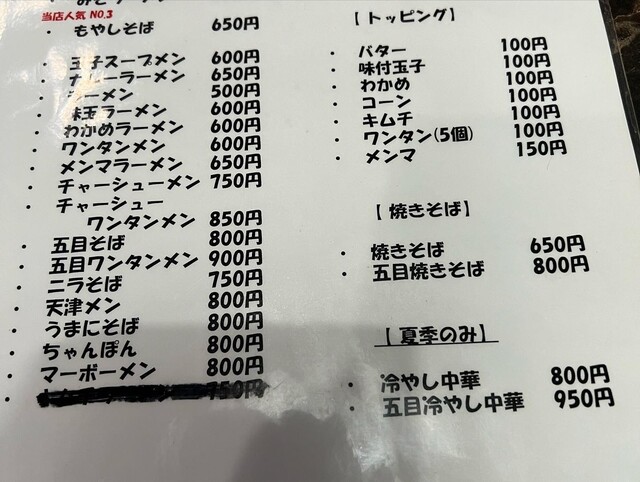 当店人気 NO.3
・ もやしそば 650円
・ 玉子スープメン 600円
・ カレーラーメン 650円
・ ラーメン 500円
・ 味玉ラーメン 600円
・ わかめラーメン 600円
・ ワンタンメン 600円
・ メンマラーメン 650円
・ チャーシューメン 750円
・ チャーシュー
ワンタンメン 850円
・ 五目そば 800円
・ 五目ワンタンメン 900円
・ ニラそば 750円
・ 天津メン 800円
・ うまにそば 800円
・ ちゃんぽん 800円
・ マーボーメン 800円
・ 750円
【トッピング】
・ バター 100円
・ 味付玉子 100円
・ わかめ 100円
・ コーン 100円
・ キムチ 100円
・ ワンタン(5個) 100円
・ メンマ 150円
【焼きそば】
・ 焼きそば 650円
・ 五目焼きそば 800円
【夏季のみ】
・ 冷やし中華 800円
・ 五目冷やし中華 950円